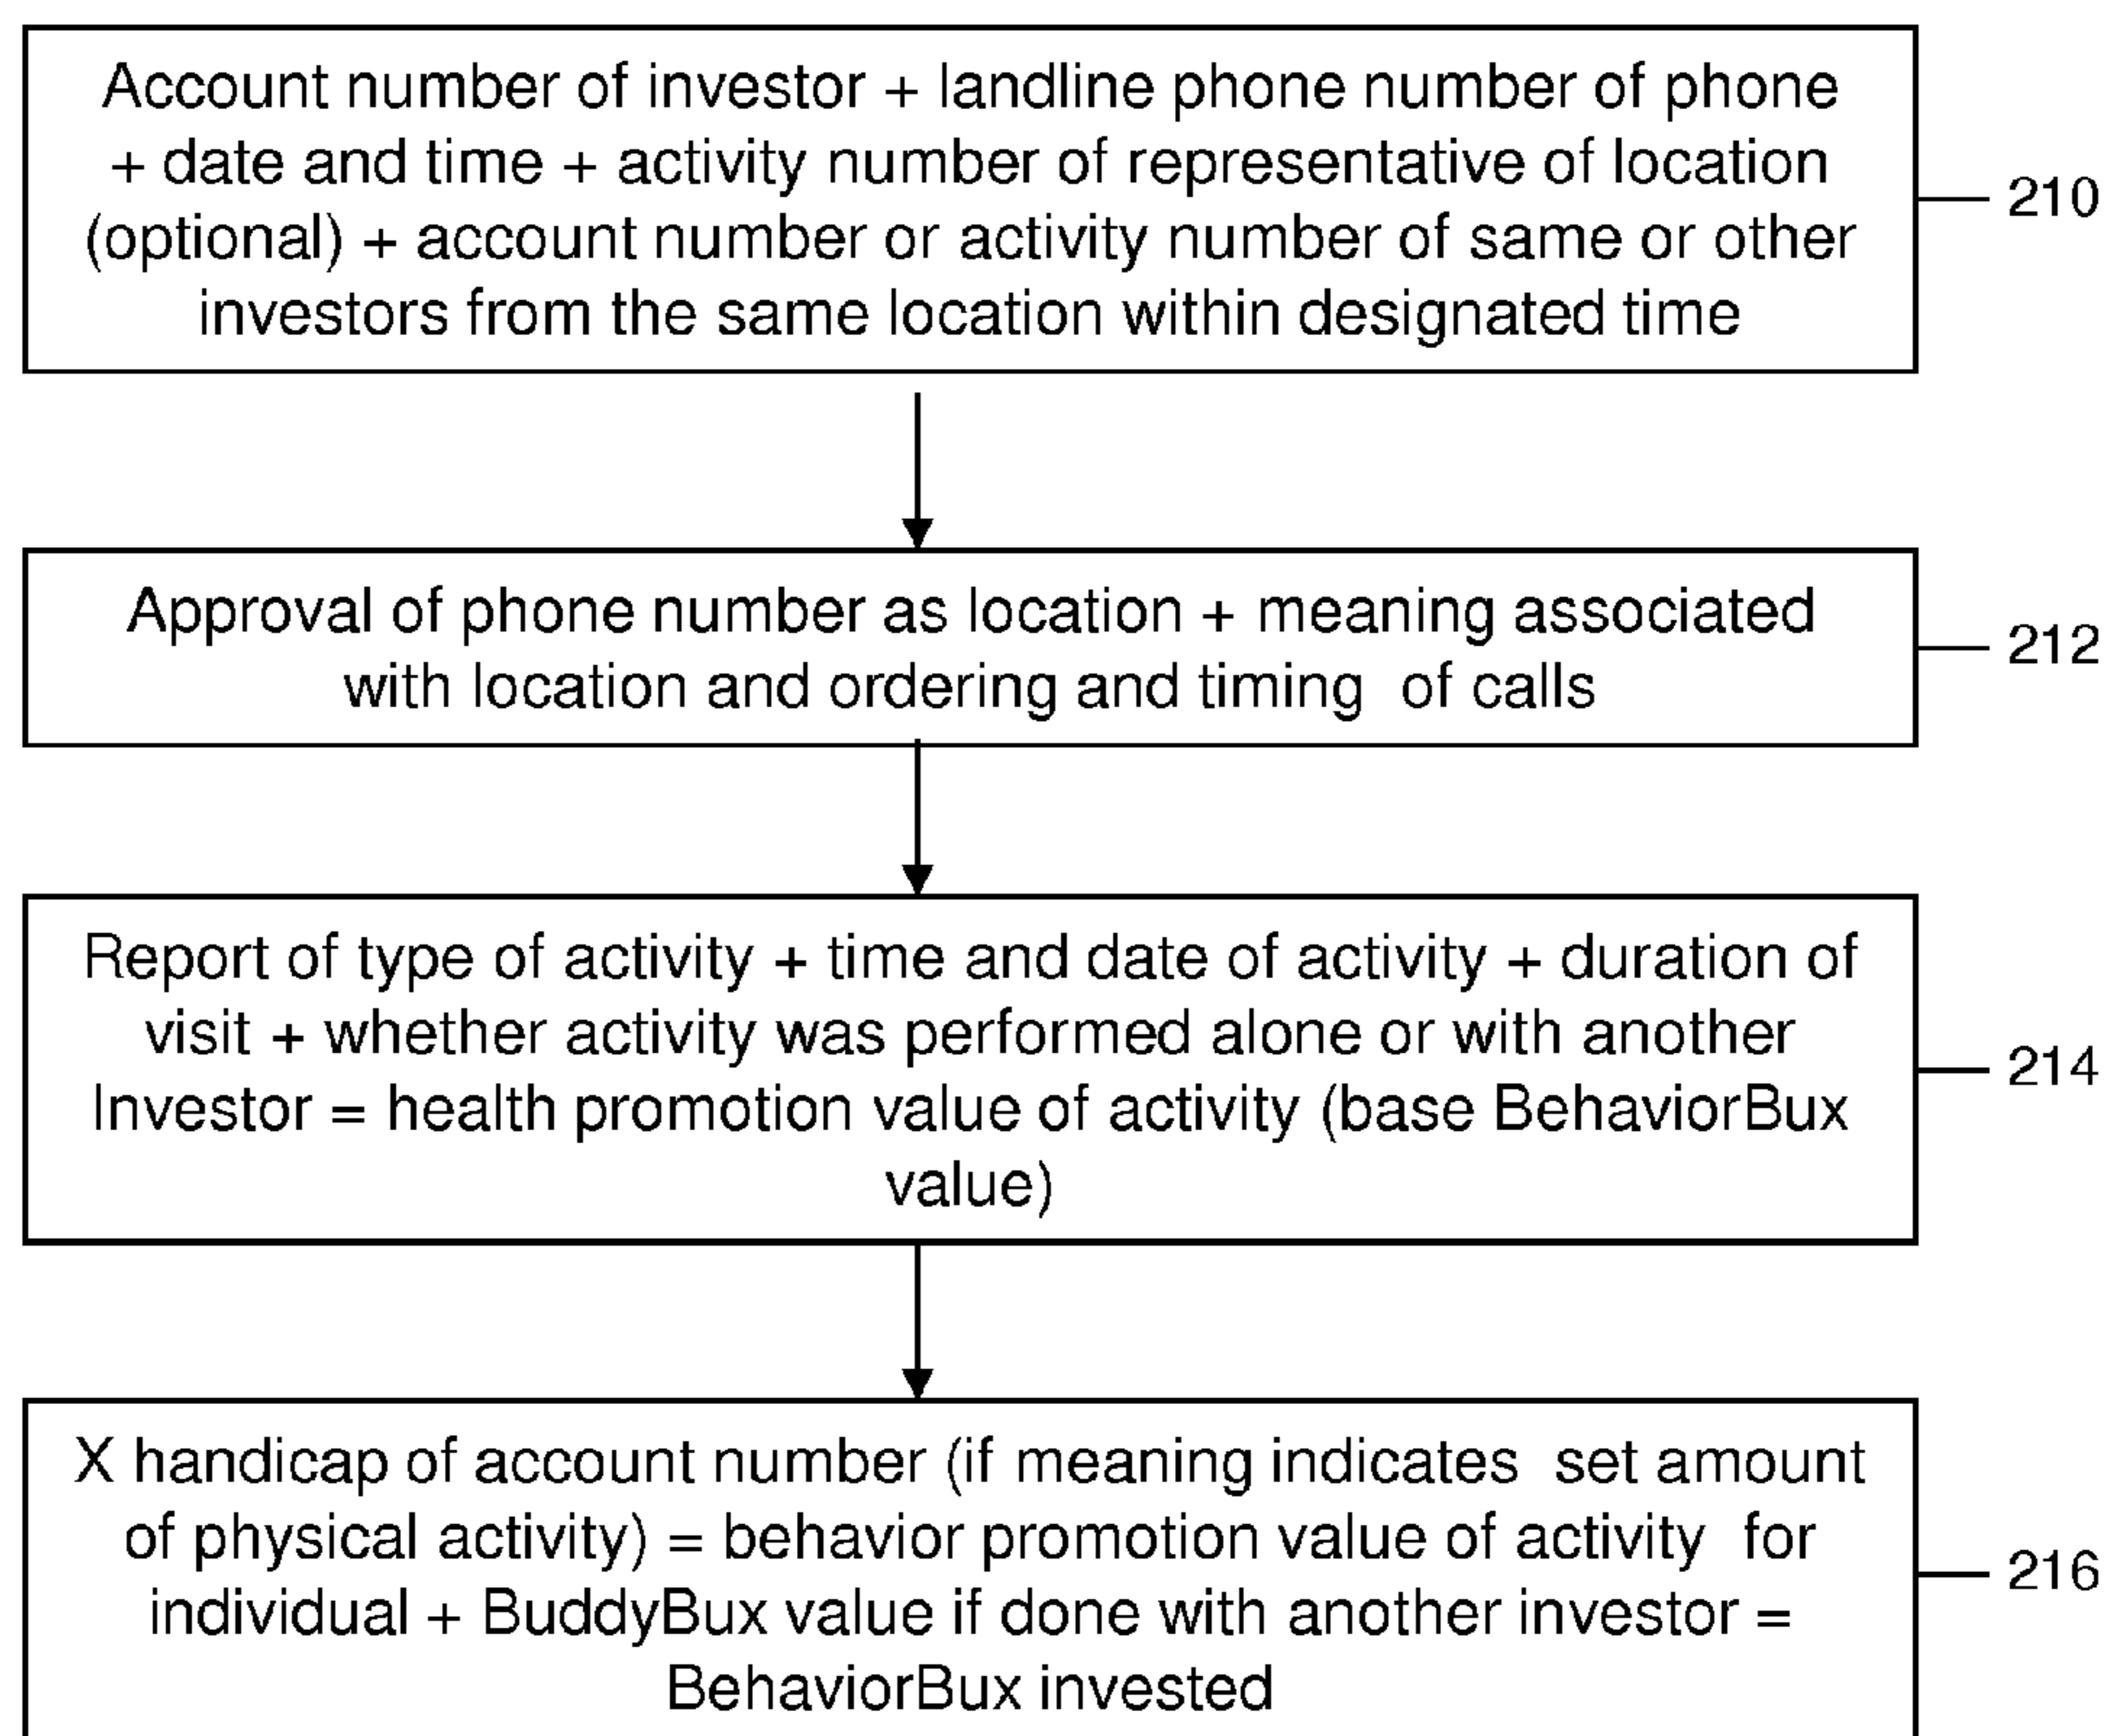 Account number of investor + landline phone number of phone
+ date and time + activity number of representative of location
(optional) + account number or activity number of same or other
investors from the same location within designated time
210
Approval of phone number as location + meaning associated
with location and ordering and timing of calls
212
Report of type of activity + time and date of activity + duration of
visit + whether activity was performed alone or with another
Investor = health promotion value of activity (base BehaviorBux
value)
214
X handicap of account number (if meaning indicates set amount
of physical activity) = behavior promotion value of activity for
individual + BuddyBux value if done with another investor =
BehaviorBux invested
216